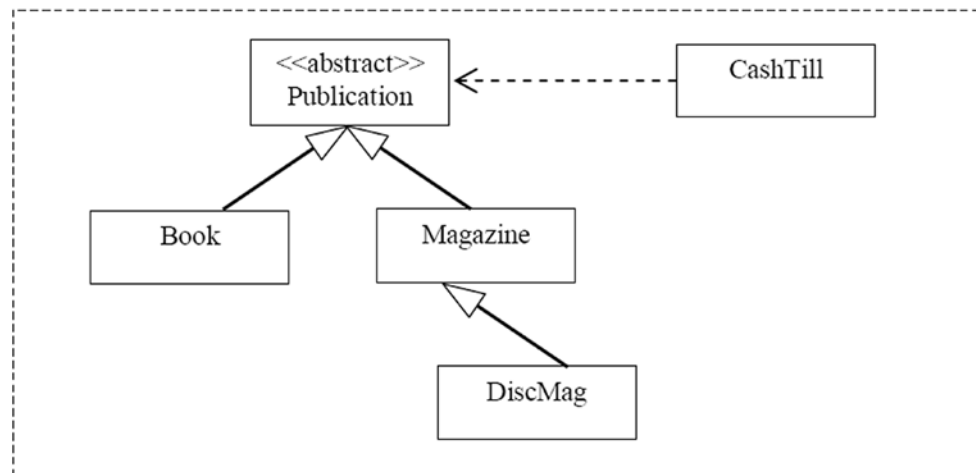 <<abstract>>
Publication
CashTill
Book
Magazine
DiscMag